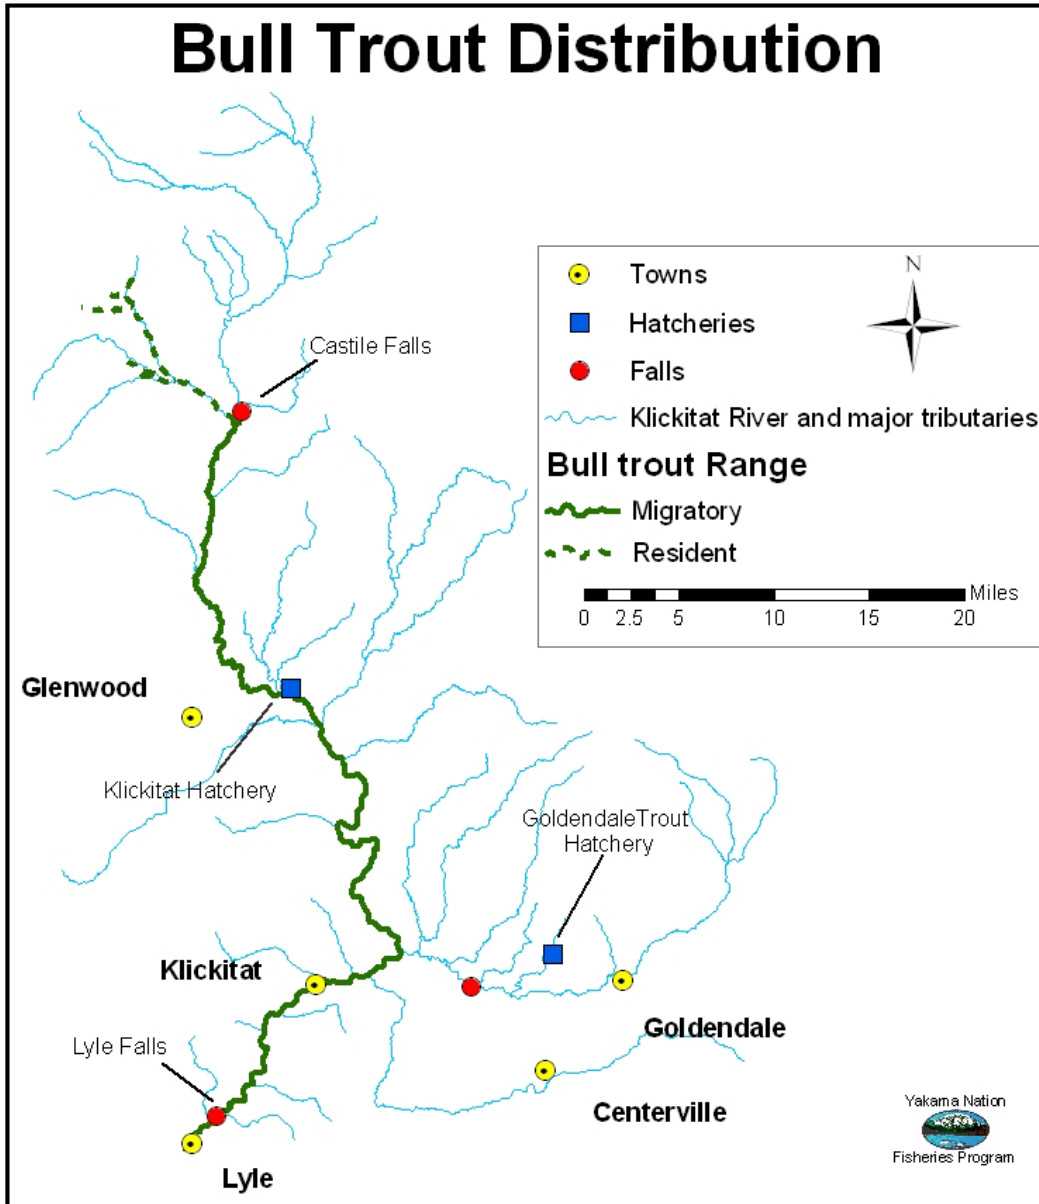 Bull Trout Distribution
N
Towns
Hatcheries
Falls
Klickitat River and major tributaries
Bull trout Range
Migratory
Resident
Miles
0 2.5 5 10 15 20
Castile Falls
Glenwood
Klickitat Hatchery
GoldendaleTrout
Hatchery
Klickitat
Goldendale
Lyle Falls
Centerville
Lyle
Yakama Nation
Fisheries Program